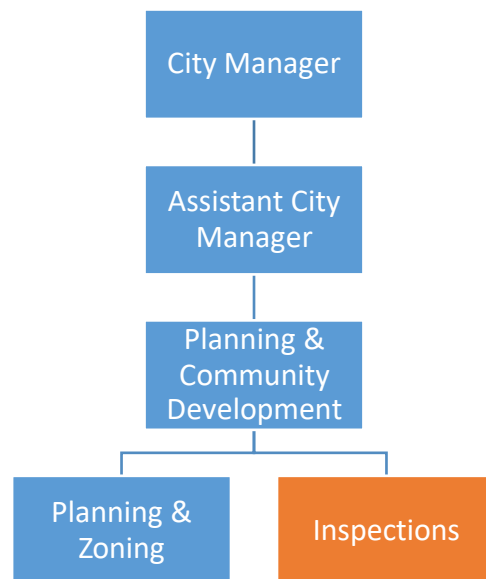 City Manager
Assistant City
Manager
Planning &
Community
Development
Planning &
Zoning
Inspections